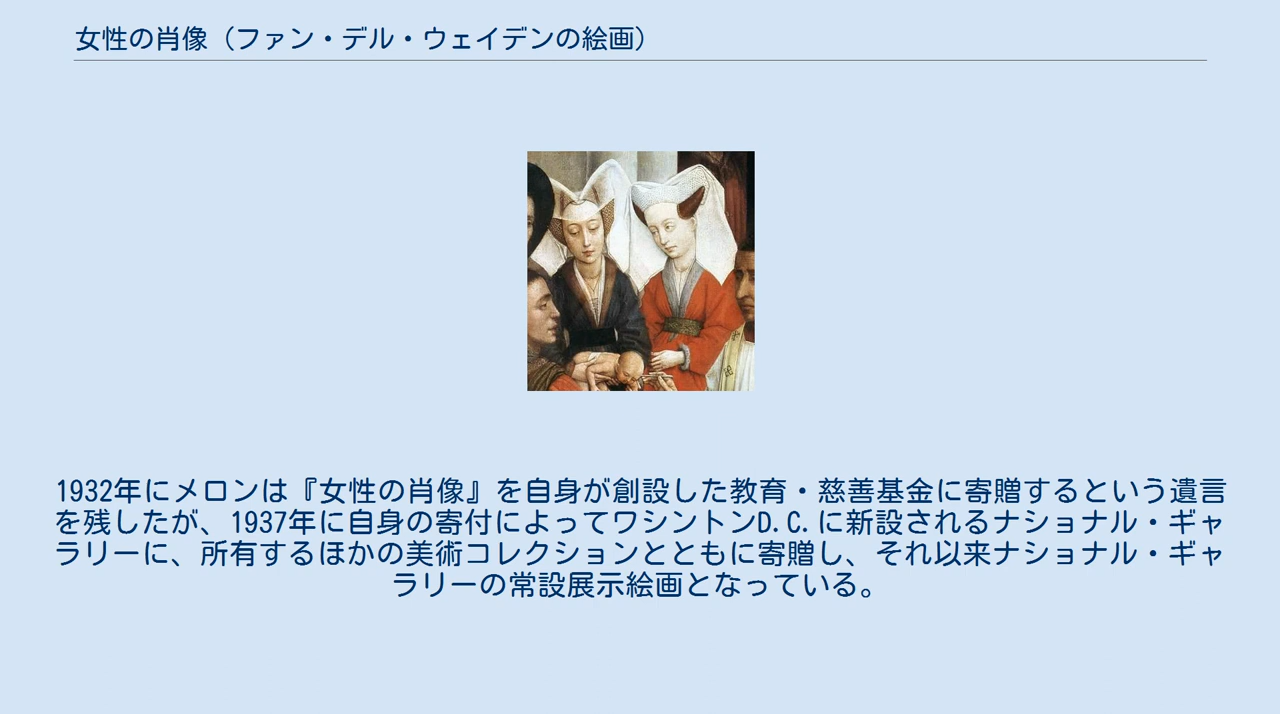 女性の肖像（ファン・デル・ウェイデンの絵画）
1932年にメロンは『女性の肖像』を自身が創設した教育・慈善基金に寄贈するという遺言
を残したが、1937年に自身の寄付によってワシントンD.C.に新設されるナショナル・ギャ
ラリーに、所有するほかの美術コレクションとともに寄贈し、それ以来ナショナル・ギャ
ラリーの常設展示絵画となっている。